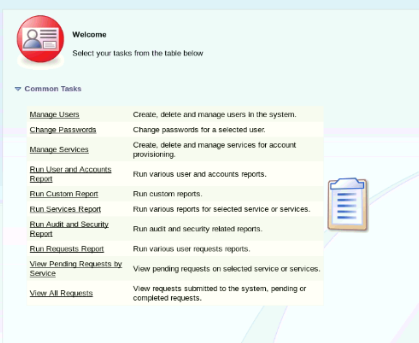 Welcome
Select your tasks from the table below
Common Tasks
Manage Users Create, delete and manage users in the system.
Change Passwords Change passwords for a selected user.
Manage Services Create, delete and manage services for account
provisioning.
Run User and Accounts
Report Run various user and accounts reports.
Run Custom Report Run custom reports.
Run Services Report Run various reports for selected service or services.
Run Audit and Security
Report Run audit and security related reports.
Run Requests Report Run various user requests reports.
View Pending Requests by
Service View pending requests on selected service or services.
View All Requests View requests submitted to the system, pending or
completed requests.